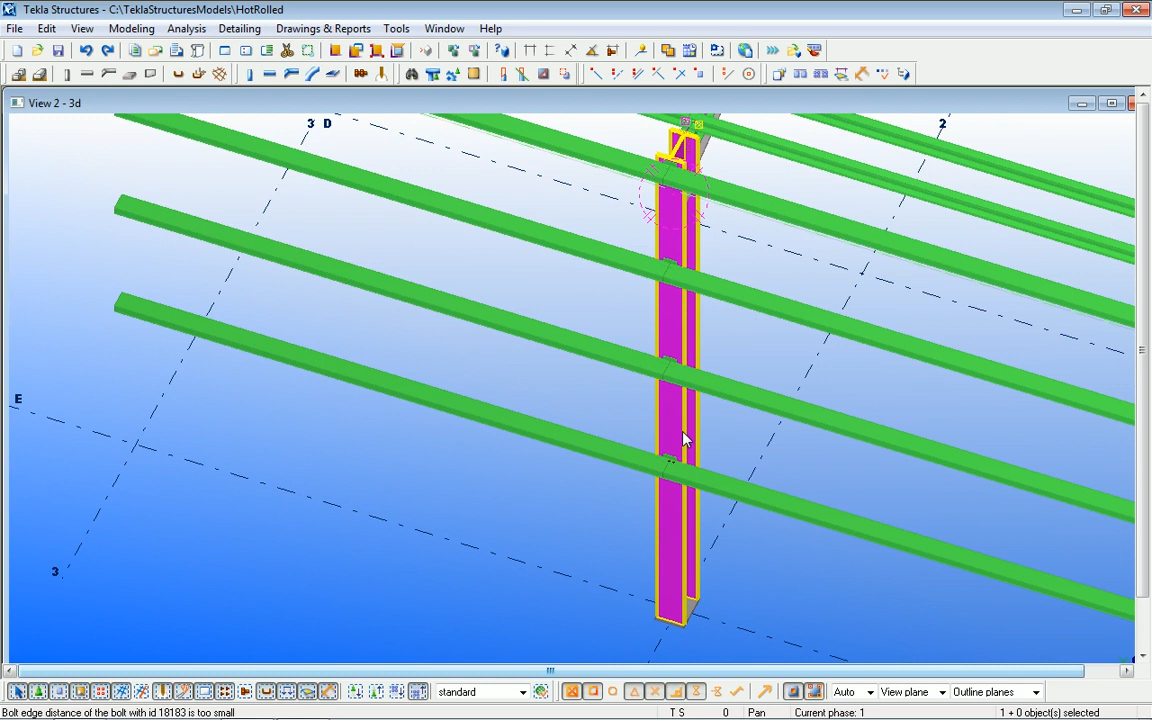 Tekla Structures - C:\TeklaStructuresModels\HotRolled
File Edit View Modeling Analysis Detailing Drawings & Reports Tools Window Help
View 2 - 3d
3 D
2
E
3
standard
Auto
View plane
Outline planes
Bolt edge distance of the bolt with id 18183 is too small
T S 0 Pan Current phase: 1 1 + 0 object(s) selected